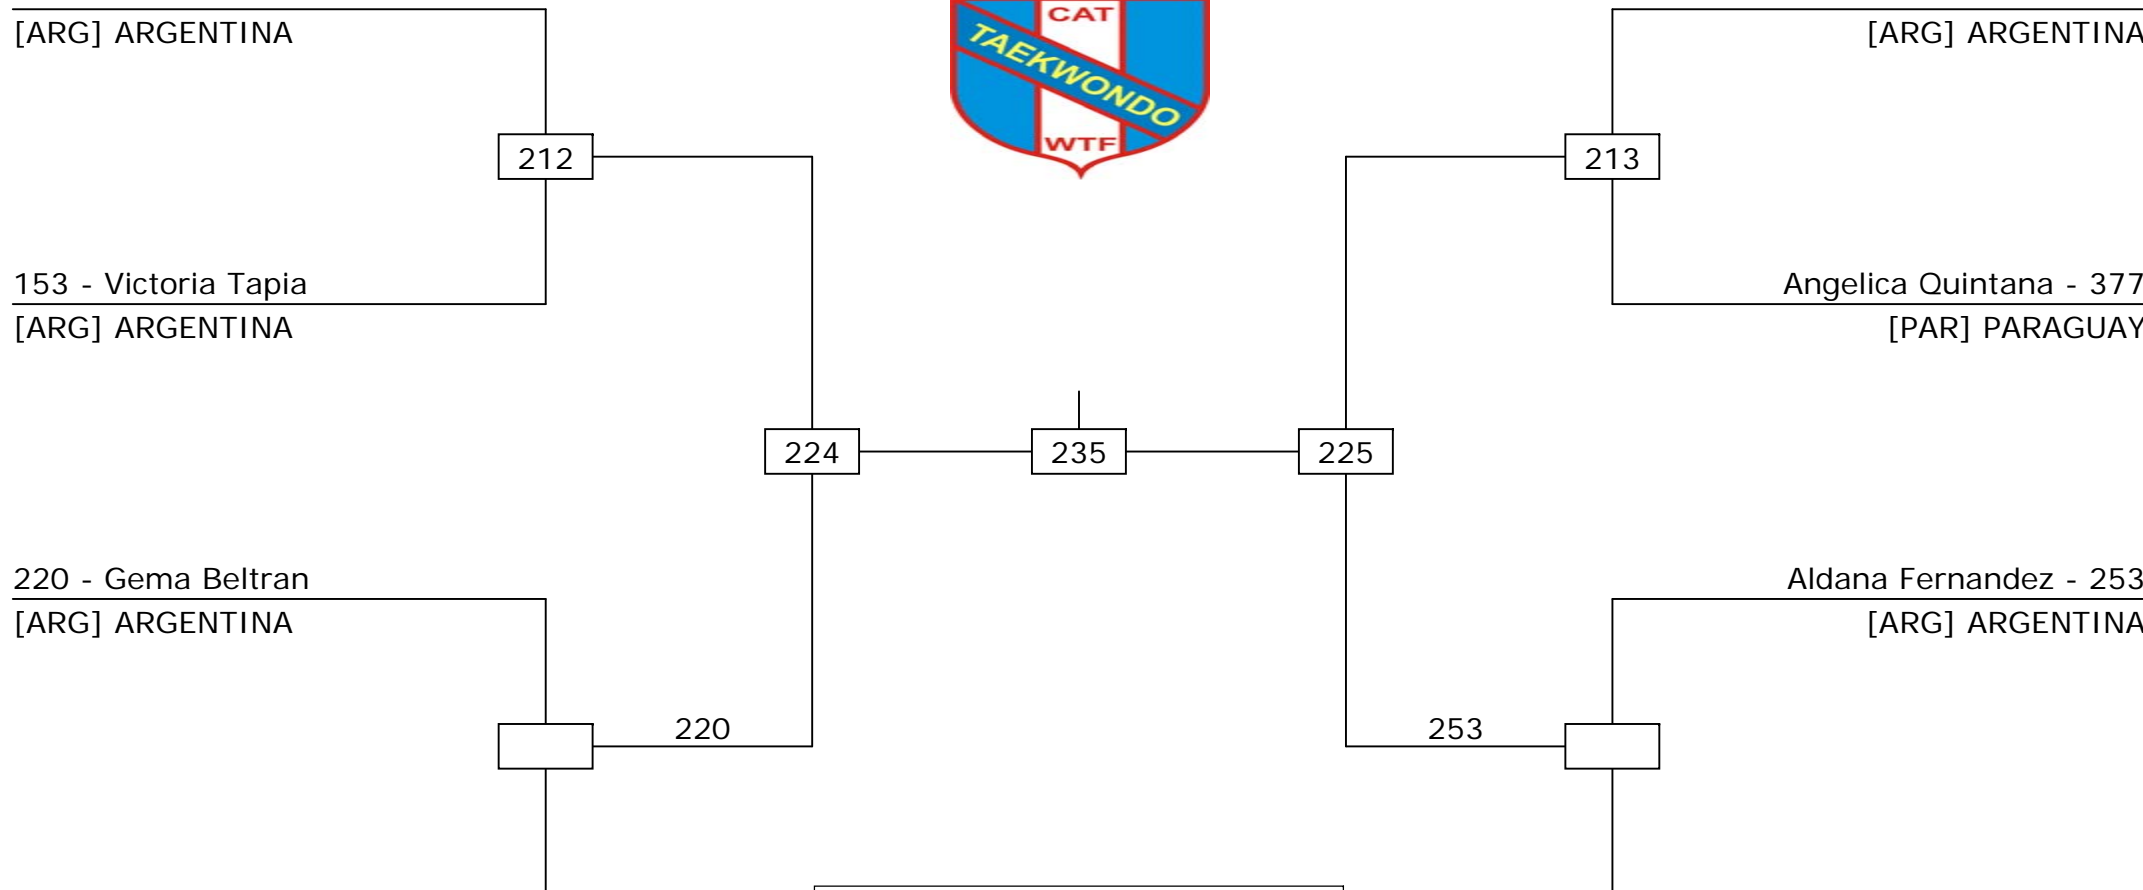 [ARG] ARGENTINA
CAT
TAEKWONDO
WTF
[ARG] ARGENTINA
212
213
153 - Victoria Tapia
[ARG] ARGENTINA
Angelica Quintana - 377
[PAR] PARAGUAY
224
235
225
220 - Gema Beltran
[ARG] ARGENTINA
Aldana Fernandez - 253
[ARG] ARGENTINA
220
253